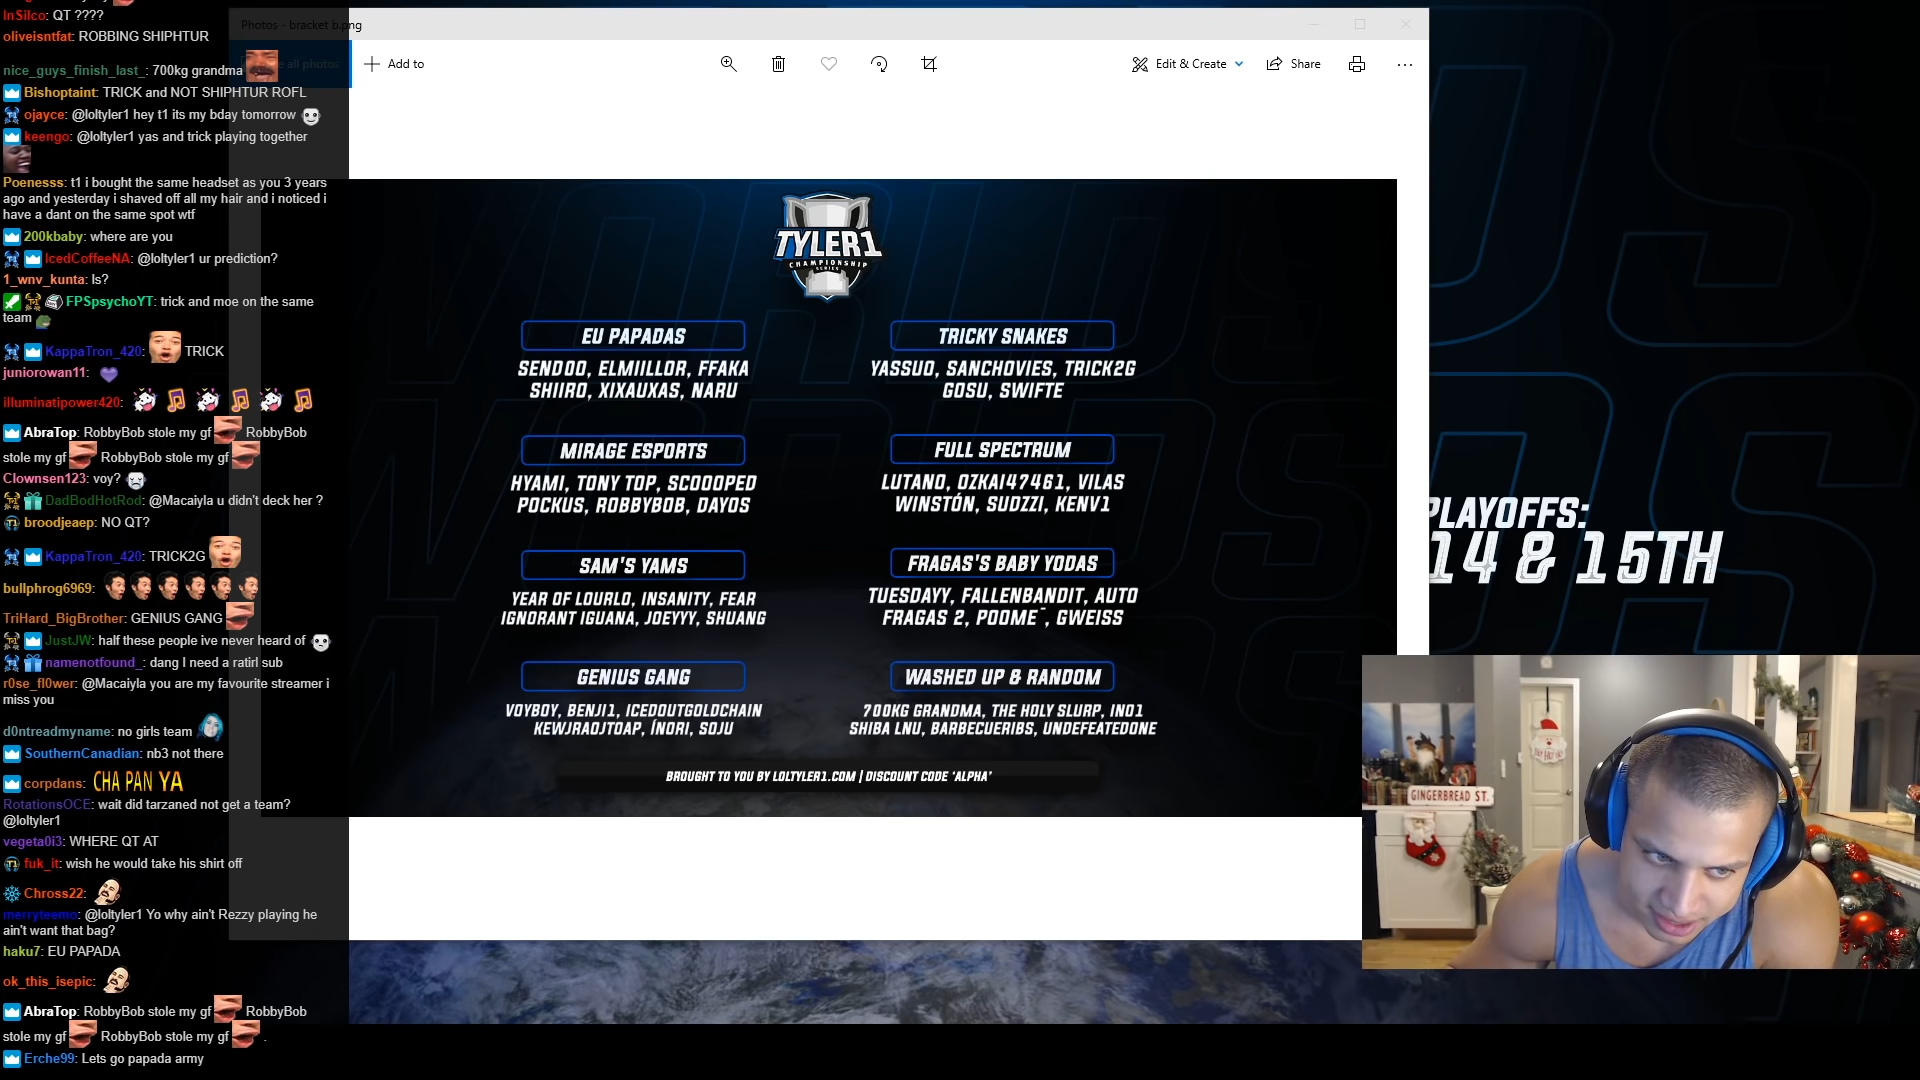 InSilco: QT ????
oliveisntfat: ROBBING SHIPHTUR
nice_guys_finish_last_: 700kg grandma
Bishoptaint: TRICK and NOT SHIPHTUR ROFL
ojayce: @loltyler1 hey t1 its my bday tomorrow
keengo: @loltyler1 yas and trick playing together
Poenesss: t1 i bought the same headset as you 3 years
ago and yesterday i shaved off all my hair and i noticed i
have a dant on the same spot wtf
200kbaby: where are you
IcedCoffeeNA: @loltyler1 ur prediction?
1_wnv_kunta: ls?
FPSpsychoYT: trick and moe on the same
team
KappaTron_420: TRICK
juniorowan11:
illuminatipower420:
AbraTop: RobbyBob stole my gf RobbyBob
stole my gf RobbyBob stole my gf
Clownsen123: voy?
DadBodHotRod: @Macaiyla u didn't deck her ?
broodjeaep: NO QT?
KappaTron_420: TRICK2G
bullphrog6969:
TriHard_BigBrother: GENIUS GANG
JustJW: half these people ive never heard of
namenotfound_: dang I need a ratirl sub
r0se_fl0wer: @Macaiyla you are my favourite streamer i
miss you
d0ntreadmyname: no girls team
SouthernCanadian: nb3 not there
corpdans: CHA PAN YA
RotationsOCE: wait did tarzaned not get a team?
@loltyler1
vegeta0i3: WHERE QT AT
fuk_it: wish he would take his shirt off
Chross22:
merryteemo: @loltyler1 Yo why ain't Rezzy playing he
ain't want that bag?
haku7: EU PAPADA
ok_this_isepic:
AbraTop: RobbyBob stole my gf RobbyBob
stole my gf RobbyBob stole my gf .
Erche99: Lets go papada army
Photos - bracket b.png
all photos
Add to
Edit & Create
Share
TYLER1
CHAMPIONSHIP
SERIES
EU PAPADAS
SENDOO, ELMIILLOR, FFAKA
SHIIRO, XIXAUXAS, NARU
TRICKY SNAKES
YASSUO, SANCHOVIES, TRICK2G
GOSU, SWIFTE
MIRAGE ESPORTS
HYAMI, TONY TOP, SCOOOPED
POCKUS, ROBBYBOB, DAYOS
FULL SPECTRUM
LUTANO, OZKAI47461, VILAS
WINSTÓN, SUDZZI, KENV1
SAM'S YAMS
YEAR OF LOURLO, INSANITY, FEAR
IGNORANT IGUANA, JOEYYY, SHUANG
FRAGAS'S BABY YODAS
TUESDAYY, FALLENBANDIT, AUTO
FRAGAS 2, POOME¯, GWEISS
GENIUS GANG
VOYBOY, BENJI1, ICEDOUTGOLDCHAIN
KEWJRAOJTDAP, ÍNORI, SOJU
WASHED UP & RANDOM
700KG GRANDMA, THE HOLY SLURP, IN01
SHIBA LNU, BARBECUERIBS, UNDEFEATEDONE
BROUGHT TO YOU BY LOLTYLER1.COM | DISCOUNT CODE 'ALPHA'
PLAYOFFS:
14 & 15TH
GINGERBREAD ST.